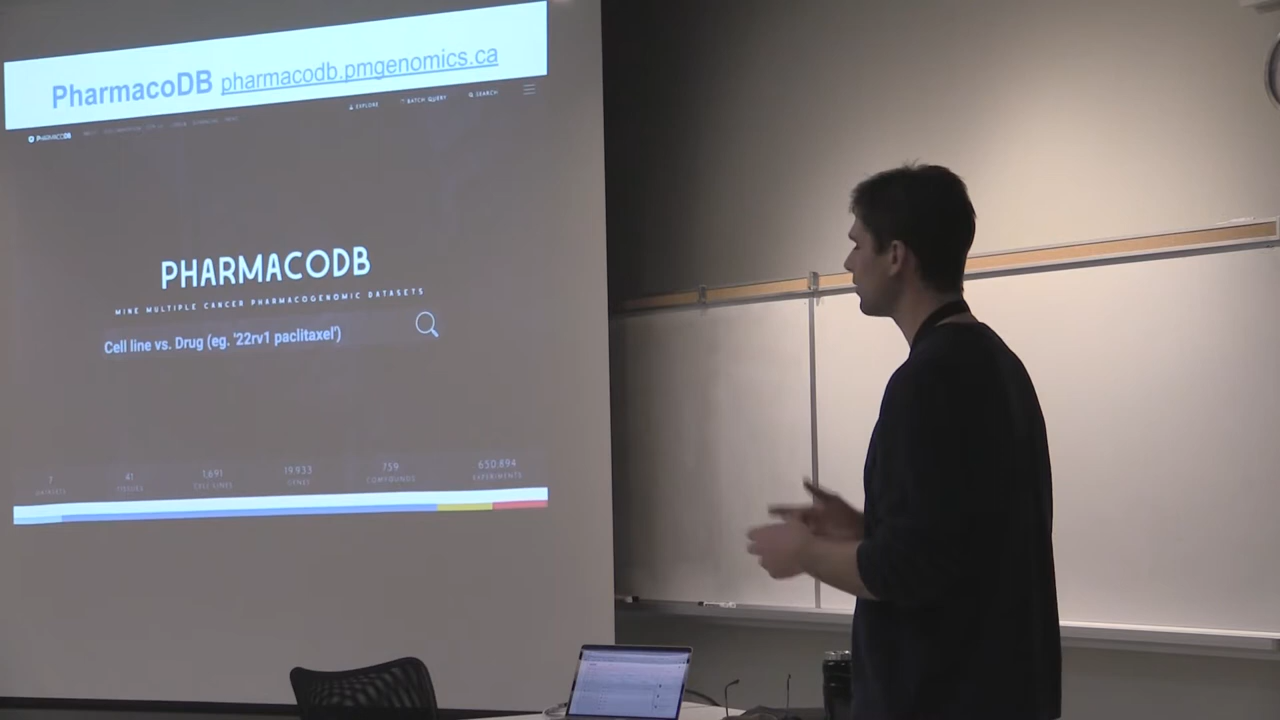 PharmacoDB pharmacodb.pmgenomics.ca
PHARMACODB
EXPLORE BATCH QUERY SEARCH
PHARMACODB
MINE MULTIPLE CANCER PHARMACOGENOMIC DATASETS
Cell line vs. Drug (eg. '22rv1 paclitaxel')
7 41 1,691 19,933 759 650,894
DATASETS TISSUES CELL LINES GENES COMPOUNDS EXPERIMENTS